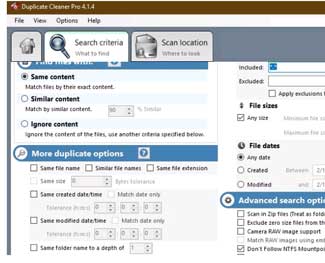 Duplicate Cleaner Pro 4.1.4
File View Options Help
Search criteria
What to find
Scan location
Where to look
Find files with:
Same content
Match files by their exact content.
Similar content
Match by similar content. 90 % Similar
Ignore content
Ignore the content of the files, use another criteria specified below.
More duplicate options
Same file name Similar file names Same file extension
Same size 0 Bytes tolerance
Same created date/time Match date only
Tolerance (h:m:s) 0 0 0
Same modified date/time Match date only
Tolerance (h:m:s) 0 0 0
Same folder name to a depth of 1
Included:
Excluded:
Apply exclusions f
File sizes
Any size Minimum file si
Maximum file s
File dates
Any date
Created Between 2/1
Modified and 2/1
Advanced search optio
Scan in Zip files (Treat as folde
Exclude zero size files from th
Camera RAW image support
Match RAW images using em
Don't Follow NTFS Mountpoi